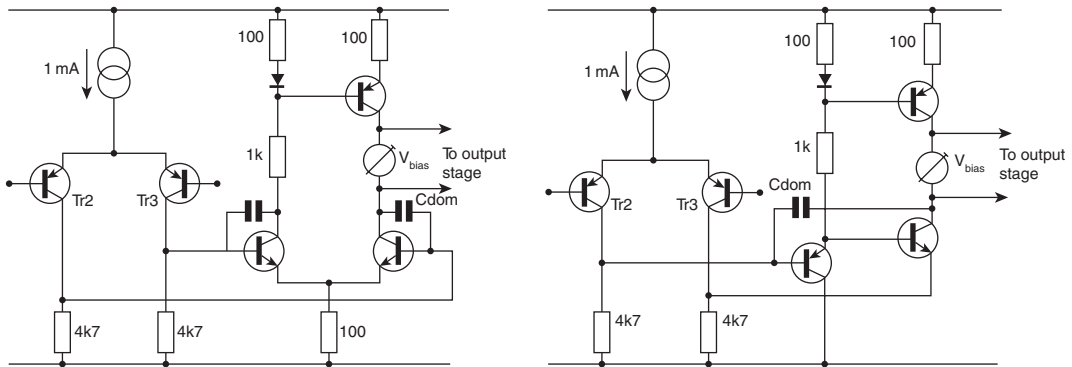 100
100
1 mA
1k
V bias
To output
stage
Tr2
Tr3
Cdom
4k7
4k7
100
100
100
1 mA
1k
V bias
To output
stage
Cdom
Tr2
Tr3
4k7
4k7